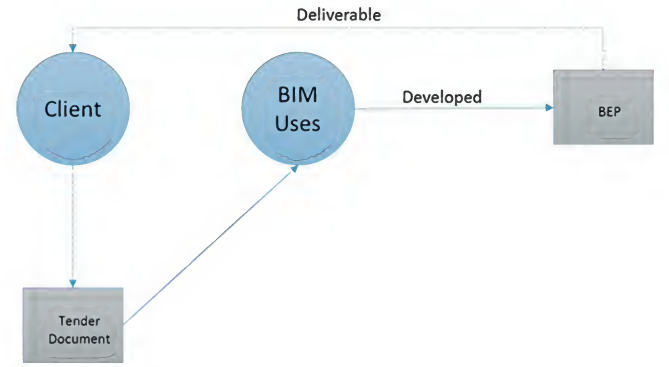 Deliverable
Client
BIM
Uses
Developed
BEP
Tender
Document